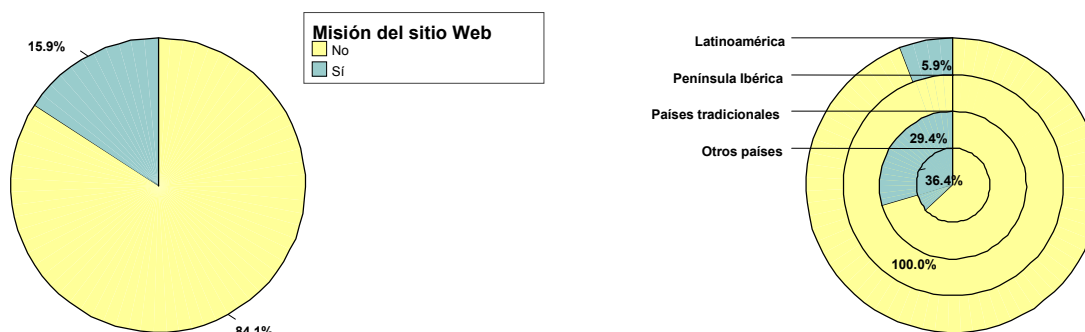 15.9%
84.1%
Misión del sitio Web
No
Sí
Latinoamérica
5.9%
Península Ibérica
Países tradicionales
29.4%
Otros países
36.4%
100.0%